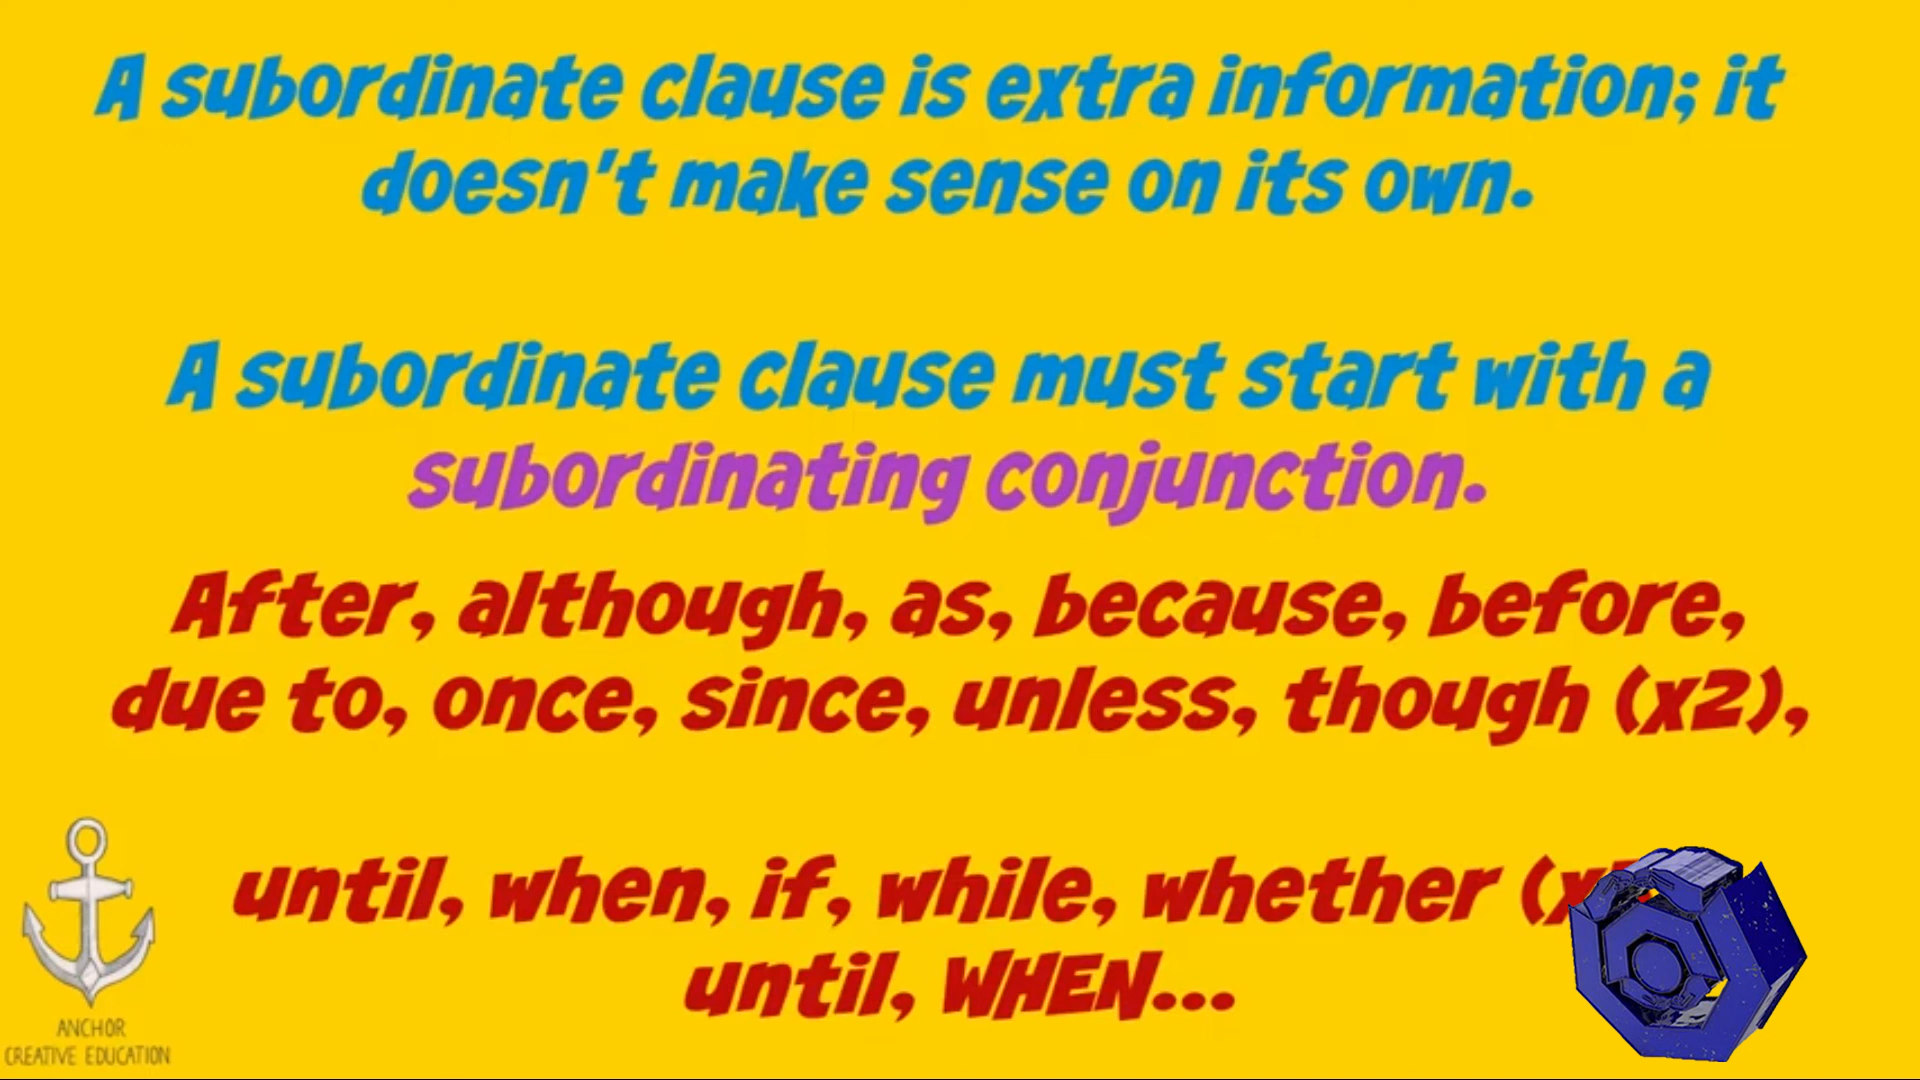 A subordinate clause is extra information; it
doesn't make sense on its own.
A subordinate clause must start with a
subordinating conjunction.
After, although, as, because, before,
due to, once, since, unless, though (x2),
until, when, if, while, whether
until, WHEN...
ANCHOR
CREATIVE EDUCATION